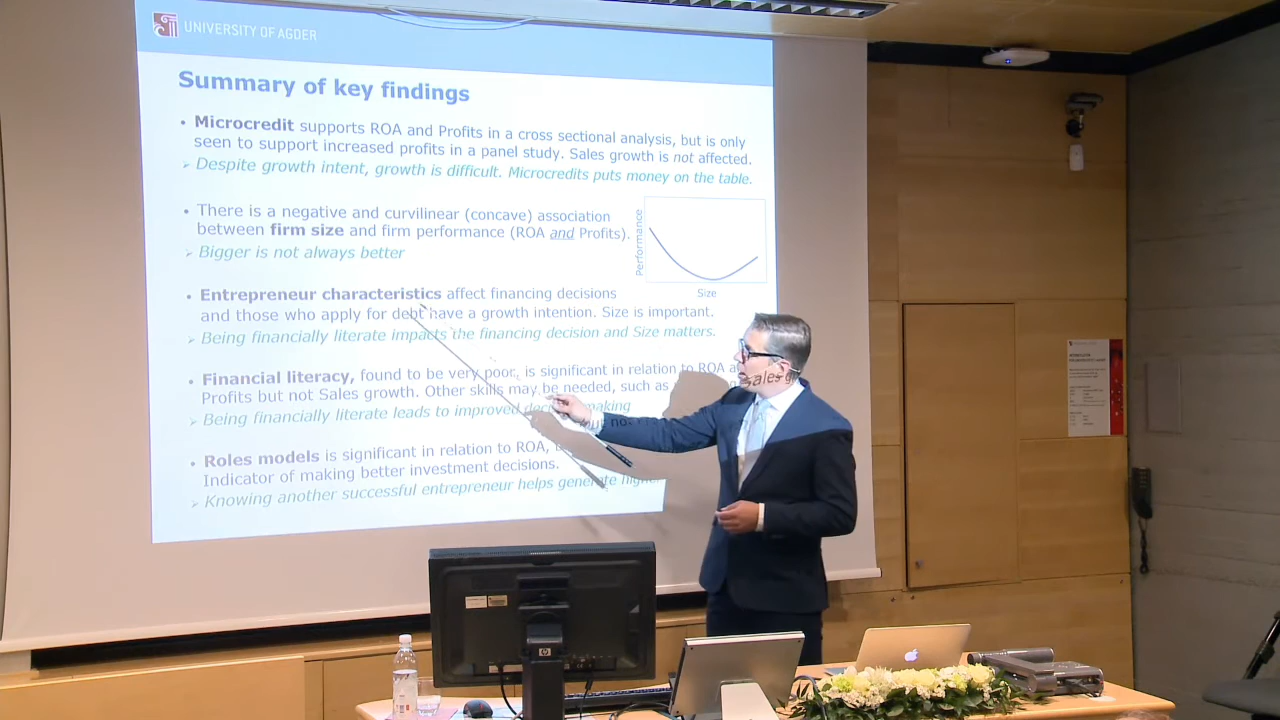 UNIVERSITY OF AGDER
Summary of key findings
• Microcredit supports ROA and Profits in a cross sectional analysis, but is only
seen to support increased profits in a panel study. Sales growth is not affected.
➢ Despite growth intent, growth is difficult. Microcredits puts money on the table.
• There is a negative and curvilinear (concave) association
between firm size and firm performance (ROA and Profits).
➢ Bigger is not always better
Performance
Size
• Entrepreneur characteristics affect financing decisions
and those who apply for debt have a growth intention. Size is important.
➢ Being financially literate impacts the financing decision and Size matters.
• Financial literacy, found to be very poor, is significant in relation to ROA
Profits but not Sales growth. Other skills may be needed, such as sales
➢ Being financially literate leads to improved making
but not
• Roles models is significant in relation to ROA,
Indicator of making better investment decisions.
➢ Knowing another successful entrepreneur helps generate
hp